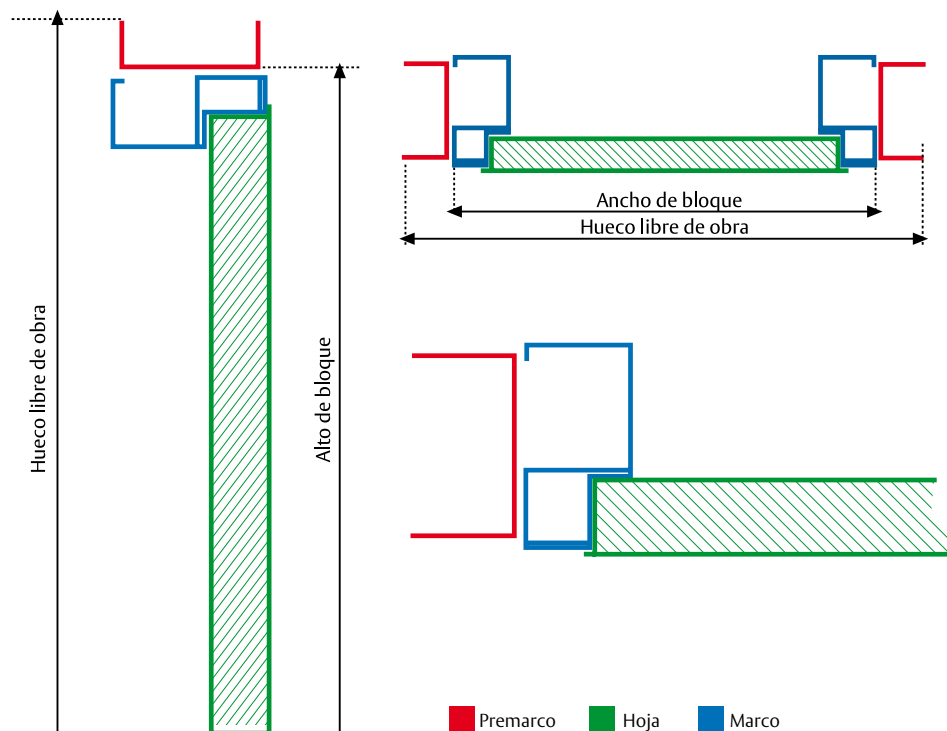 Hueco libre de obra
Alto de bloque
Ancho de bloque
Hueco libre de obra
Premarco
Hoja
Marco